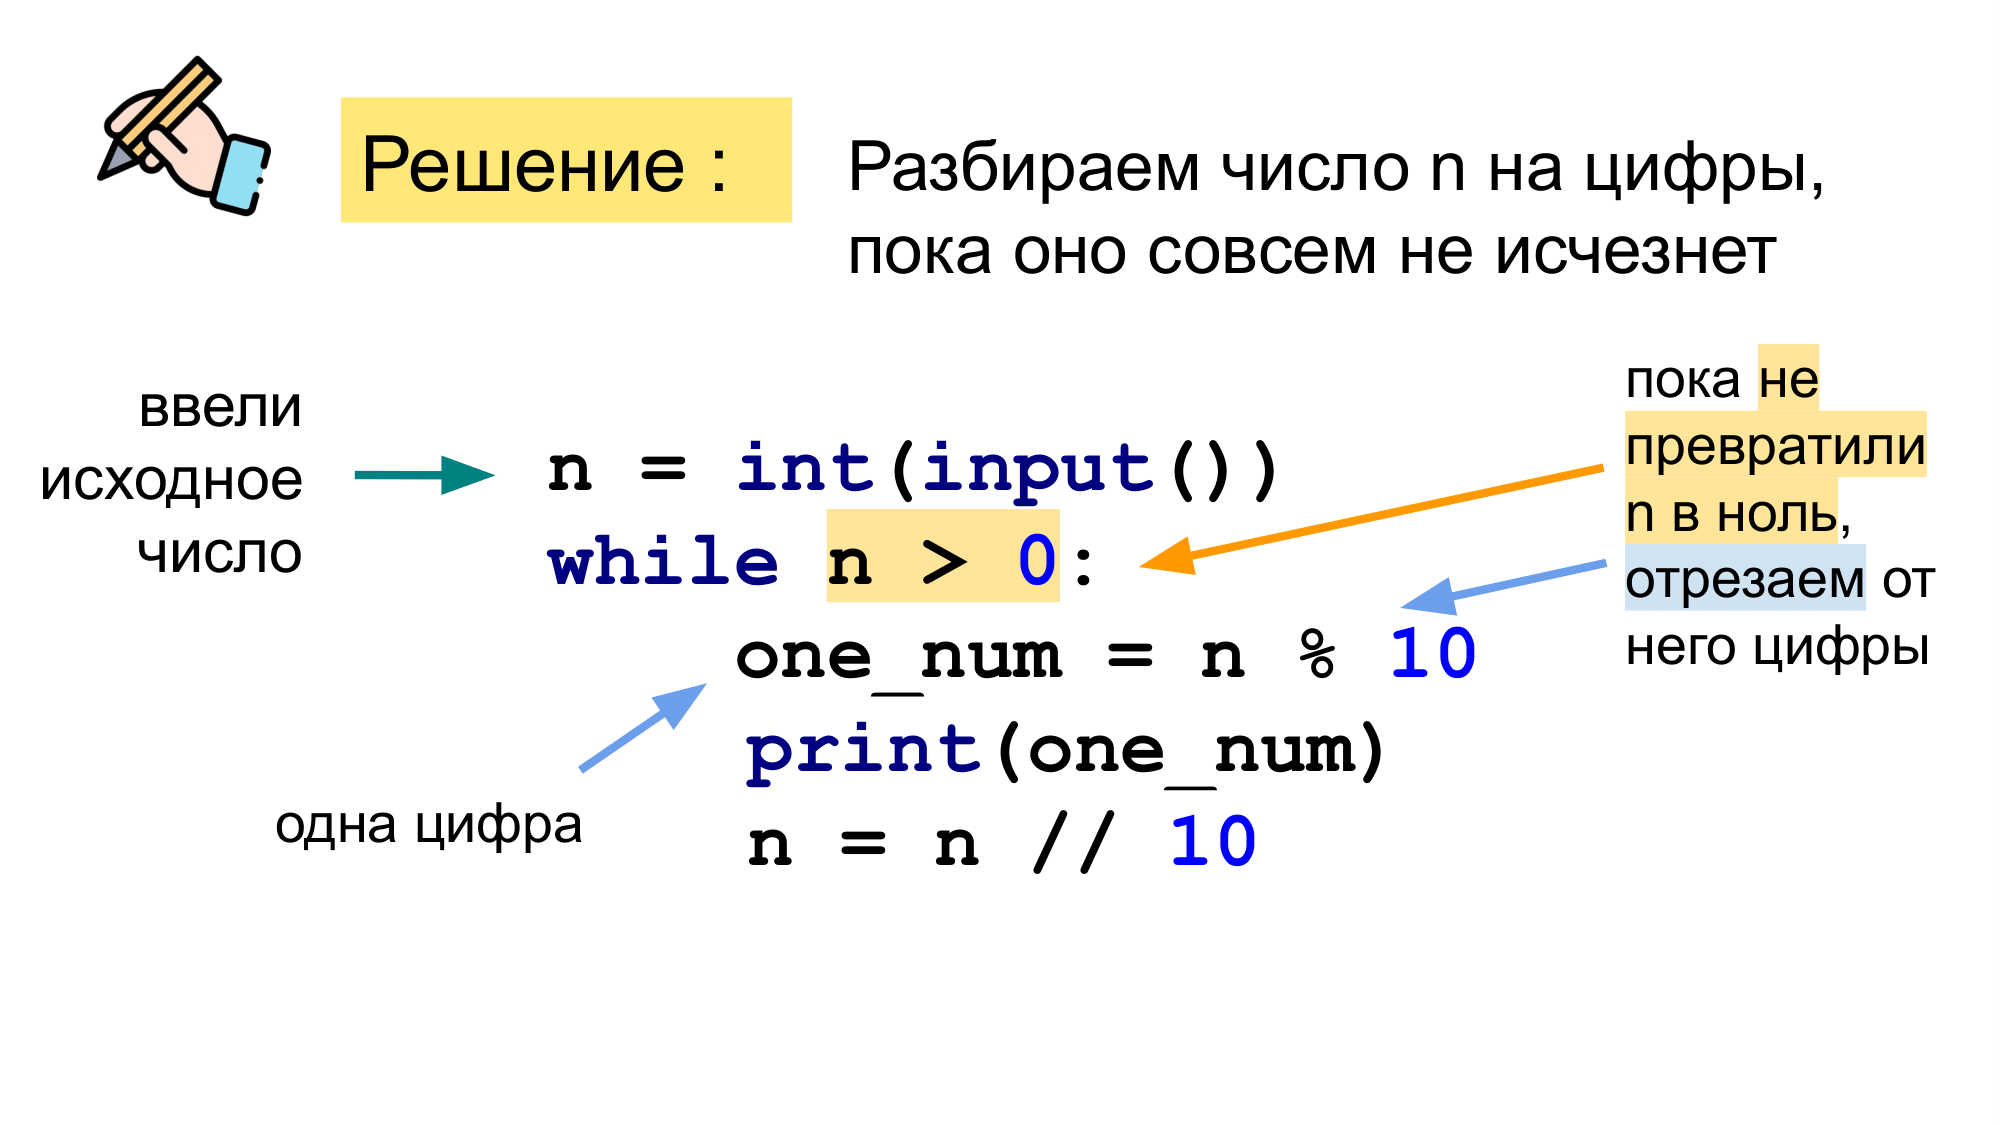 Решение :
Разбираем число n на цифры,
пока оно совсем не исчезнет
ввели
исходное
число
n = int(input())
while n > 0:
one_num = n % 10
print(one_num)
n = n // 10
пока не
превратили
n в ноль,
отрезаем от
него цифры
одна цифра